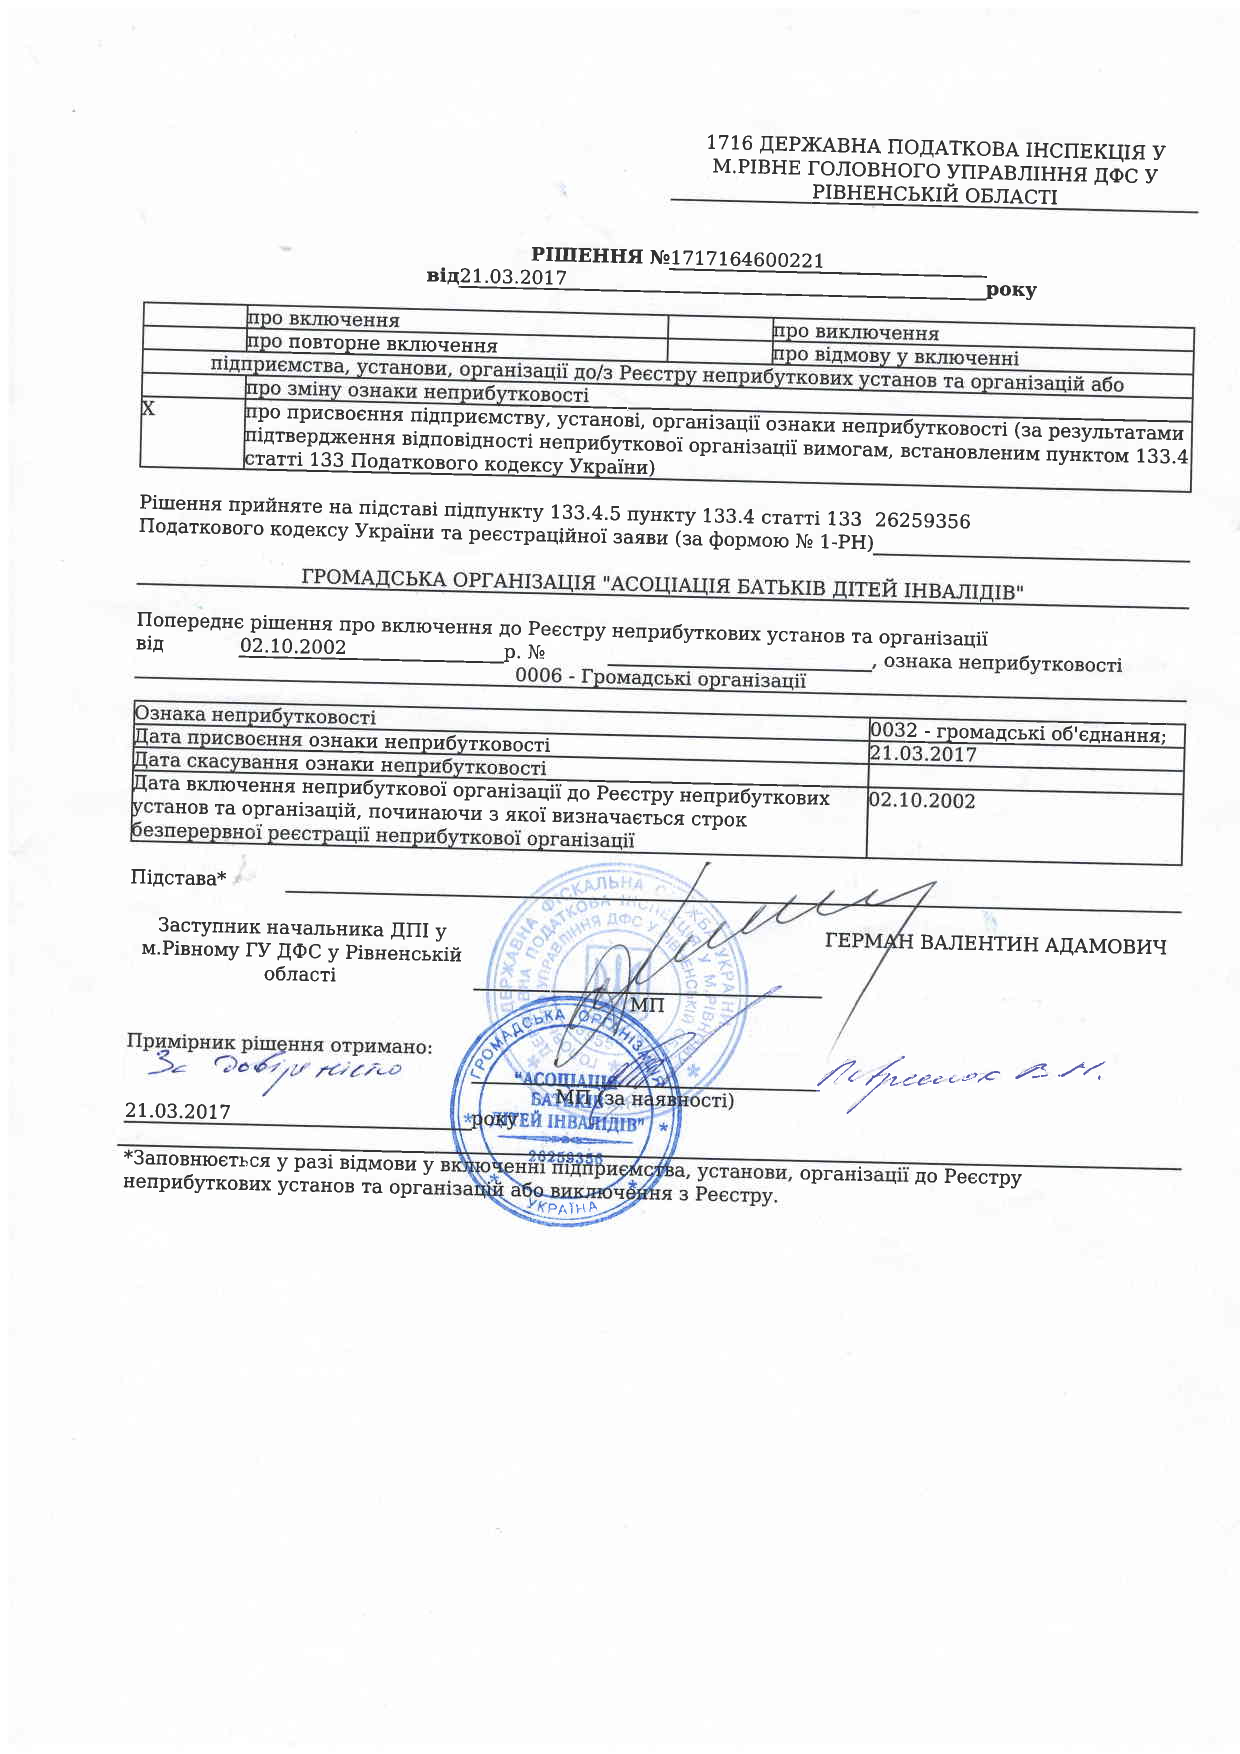 1716 ДЕРЖАВНА ПОДАТКОВА ІНСПЕКЦІЯ У
М.РІВНЕ ГОЛОВНОГО УПРАВЛІННЯ ДФС У
РІВНЕНСЬКІЙ ОБЛАСТІ
РІШЕННЯ №1717164600221
від21.03.2017 року
про включення про виключення
про повторне включення про відмову у включенні
підприємства, установи, організації до/з Реєстру неприбуткових установ та організацій або
про зміну ознаки неприбутковості
Х про присвоєння підприємству, установі, організації ознаки неприбутковості (за результатами
підтвердження відповідності неприбуткової організації вимогам, встановленим пунктом 133.4
статті 133 Податкового кодексу України)
Рішення прийняте на підставі підпункту 133.4.5 пункту 133.4 статті 133 26259356
Податкового кодексу України та реєстраційної заяви (за формою № 1-РН)
ГРОМАДСЬКА ОРГАНІЗАЦІЯ "АСОЦІАЦІЯ БАТЬКІВ ДІТЕЙ ІНВАЛІДІВ"
Попереднє рішення про включення до Реєстру неприбуткових установ та організації
від 02.10.2002 р. № , ознака неприбутковості
0006 - Громадські організації
Ознака неприбутковості 0032 - громадські об'єднання;
Дата присвоєння ознаки неприбутковості 21.03.2017
Дата скасування ознаки неприбутковості
Дата включення неприбуткової організації до Реєстру неприбуткових 02.10.2002
установ та організацій, починаючи з якої визначається строк
безперервної реєстрації неприбуткової організації
Підстава*
Заступник начальника ДПІ у
м.Рівному ГУ ДФС у Рівненській
області
ГЕРМАН ВАЛЕНТИН АДАМОВИЧ
МП
ДЕРЖАВНА ФІСКАЛЬНА СЛУЖБА УКРАЇНИ
Примірник рішення отримано:
За довіреністю
МП (за наявності)
21.03.2017 року
ГРОМАДСЬКА ОРГАНІЗАЦІЯ
"АСОЦІАЦІЯ
БАТЬКІВ
ДІТЕЙ ІНВАЛІДІВ"
26259356
УКРАЇНА
*Заповнюється у разі відмови у включенні підприємства, установи, організації до Реєстру
неприбуткових установ та організацій або виключення з Реєстру.